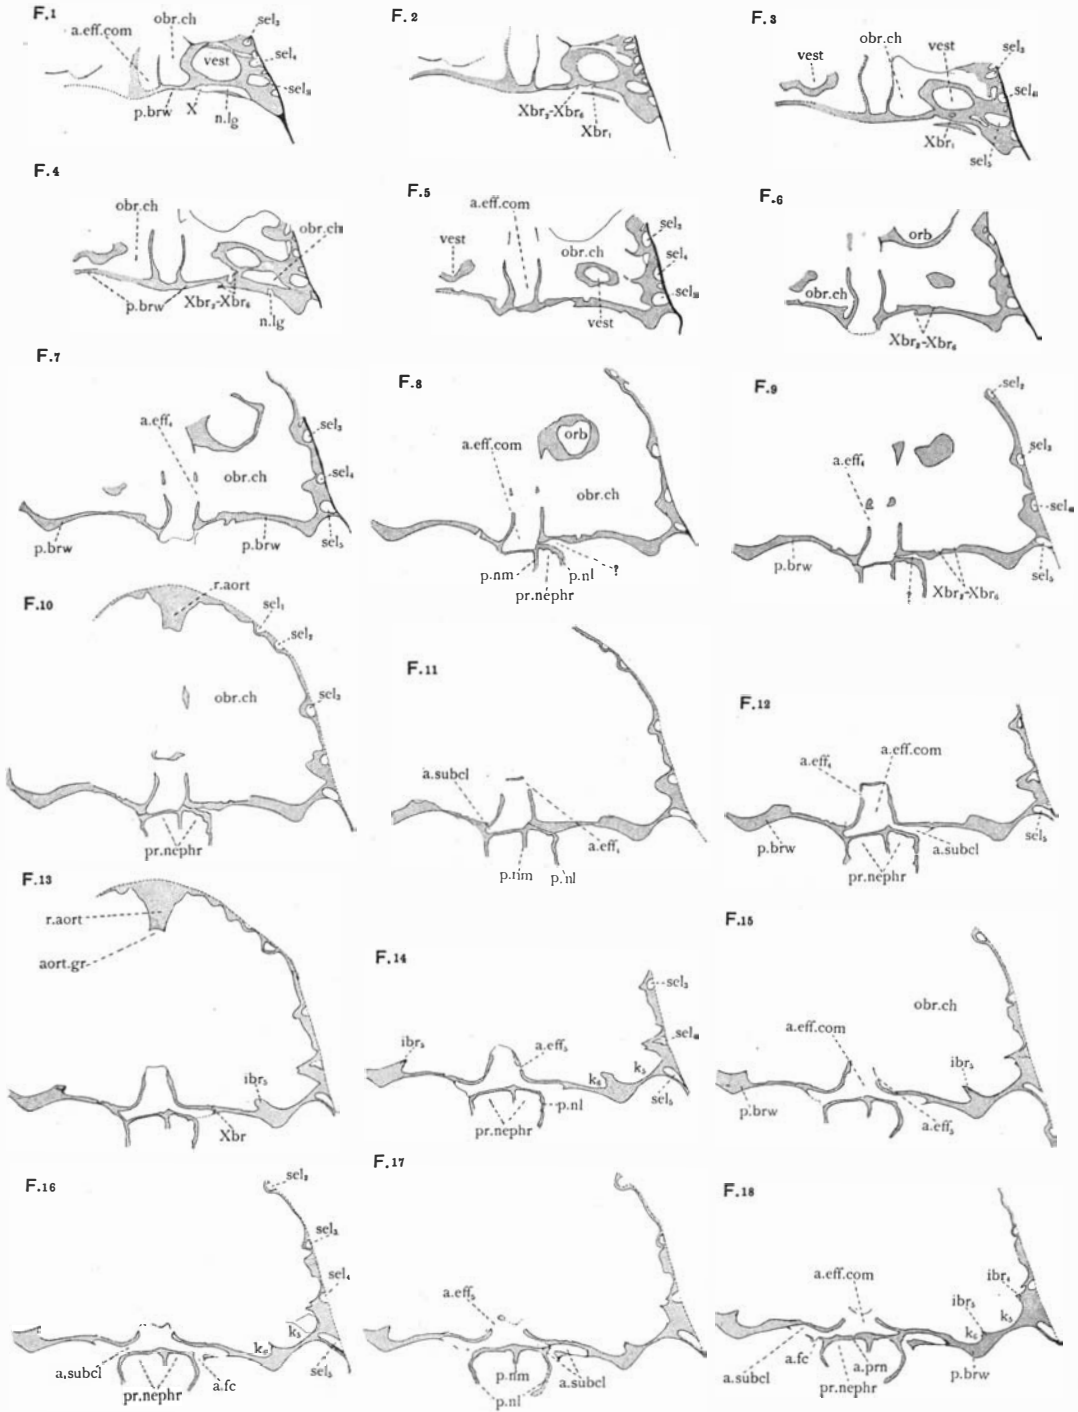 F.1
a.eff.com
obr.ch
sel₃
sel₄
sel₅
vest
p.brw
X
n.lg
F.2
Xbr₂-Xbr₆
Xbr₁
F.3
vest
obr.ch
vest
sel₃
Xbr₁
sel₅
F.4
obr.ch
obr.ch
p.brw
Xbr₂-Xbr₆
n.lg
F.5
a.eff.com
vest
obr.ch
sel₃
sel₄
vest
F.6
orb
obr.ch
Xbr₂-Xbr₆
F.7
a.eff₄
obr.ch
sel₃
sel₄
sel₅
p.brw
p.brw
F.8
orb
a.eff.com
obr.ch
p.nm
p.nl
?
pr.nephr
F.9
sel₂
sel₃
a.eff₄
p.brw
sel₅
?
Xbr₂-Xbr₆
F.10
r.aort
sel₁
sel₂
obr.ch
sel₃
pr.nephr
F.11
a.subcl
a.eff₄
p.nm
p.nl
F.12
a.eff₄
a.eff.com
p.brw
a.subcl
sel₅
pr.nephr
F.13
r.aort
aort.gr
ibr₅
Xbr
F.14
sel₃
ibr₅
a.eff₅
k₆
k₅
sel₅
p.nl
pr.nephr
F.15
obr.ch
a.eff.com
ibr₅
p.brw
a.eff₅
F.16
sel₂
sel₃
sel₄
k₅
k₆
a.subcl
sel₅
pr.nephr
a.fc
F.17
a.eff₅
p.nm
a.subcl
p.nl
F.18
a.eff.com
ibr₄
ibr₅
k₅
k₆
a.subcl
a.fc
a.prn
p.brw
pr.nephr